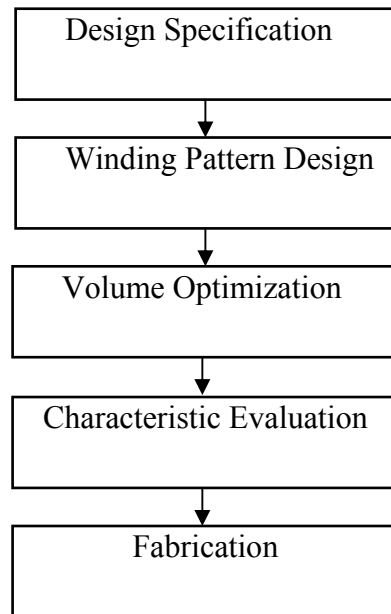 Design Specification
Winding Pattern Design
Volume Optimization
Characteristic Evaluation
Fabrication